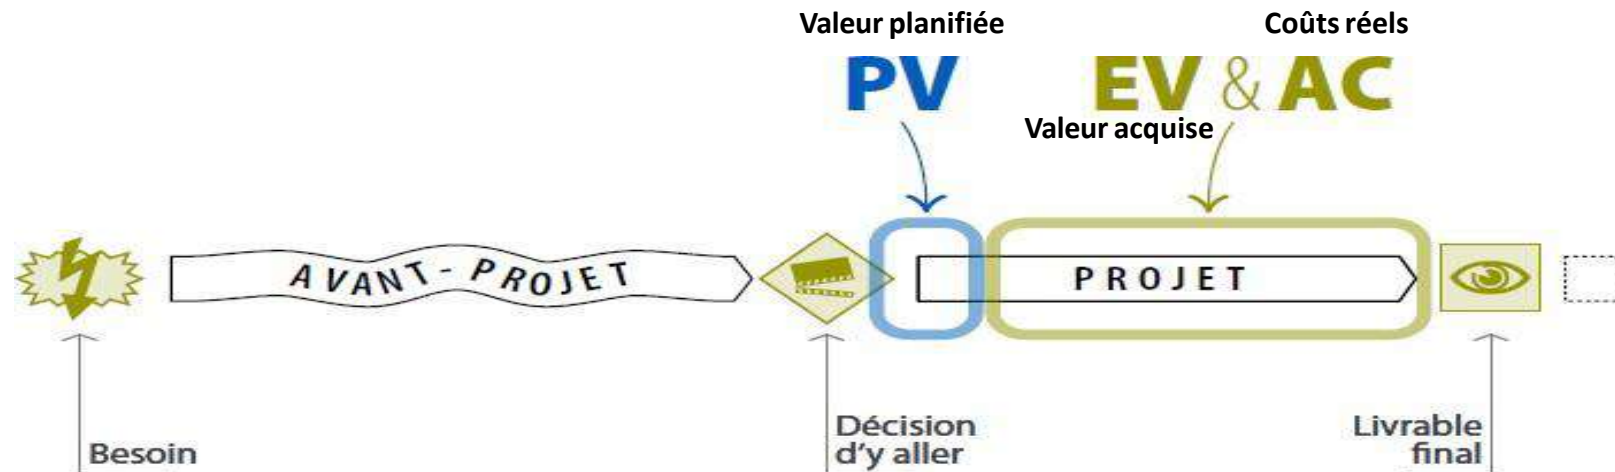 Valeur planifiée
Coûts réels
PV
EV & AC
Valeur acquise
AVANT-PROJET
PROJET
Besoin
Décision
d'y aller
Livrable
final